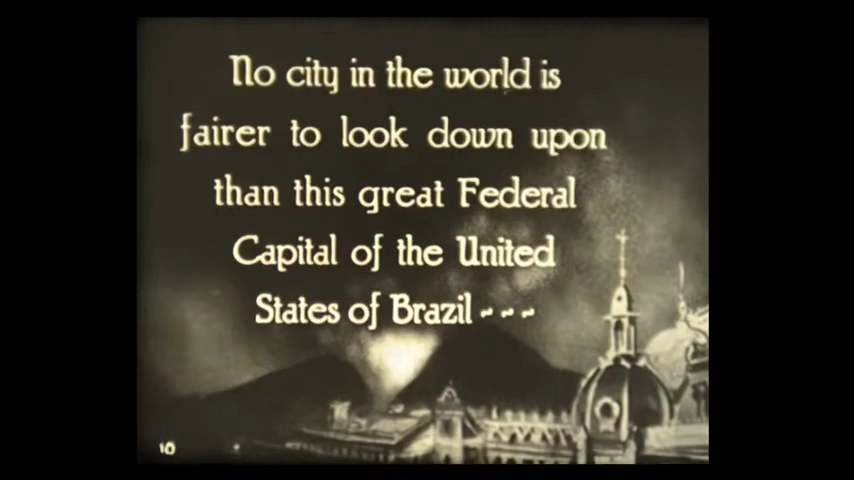 No city in the world is
fairer to look down upon
than this great Federal
Capital of the United
States of Brazil - - -
10